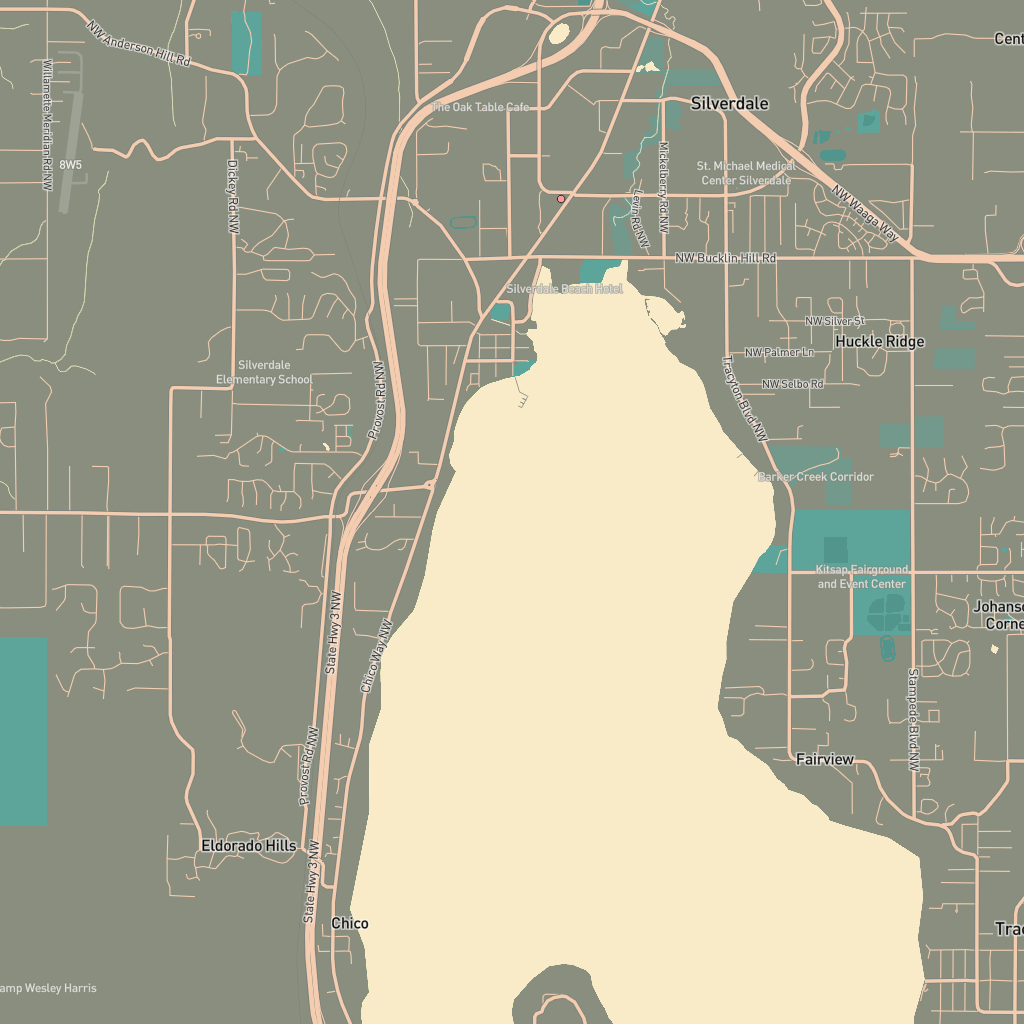 NW Anderson Hill Rd
Cent
Willamette Meridian Rd NW
The Oak Table Cafe
Silverdale
8W5
Dickey Rd NW
Mickelberry Rd NW
St. Michael Medical
Center Silverdale
Levin Rd NW
NW Waaga Way
NW Bucklin Hill Rd
Silverdale Beach Hotel
NW Silver St
Huckle Ridge
NW Palmer Ln
Silverdale
Elementary School
NW Selbo Rd
Provost Rd NW
Tracyton Blvd NW
Barker Creek Corridor
Kitsap Fairground
and Event Center
Johanso
Corne
State Hwy 3 NW
Chico Way NW
Stampede Blvd NW
Provost Rd NW
Fairview
Eldorado Hills
State Hwy 3 NW
Chico
Trac
amp Wesley Harris